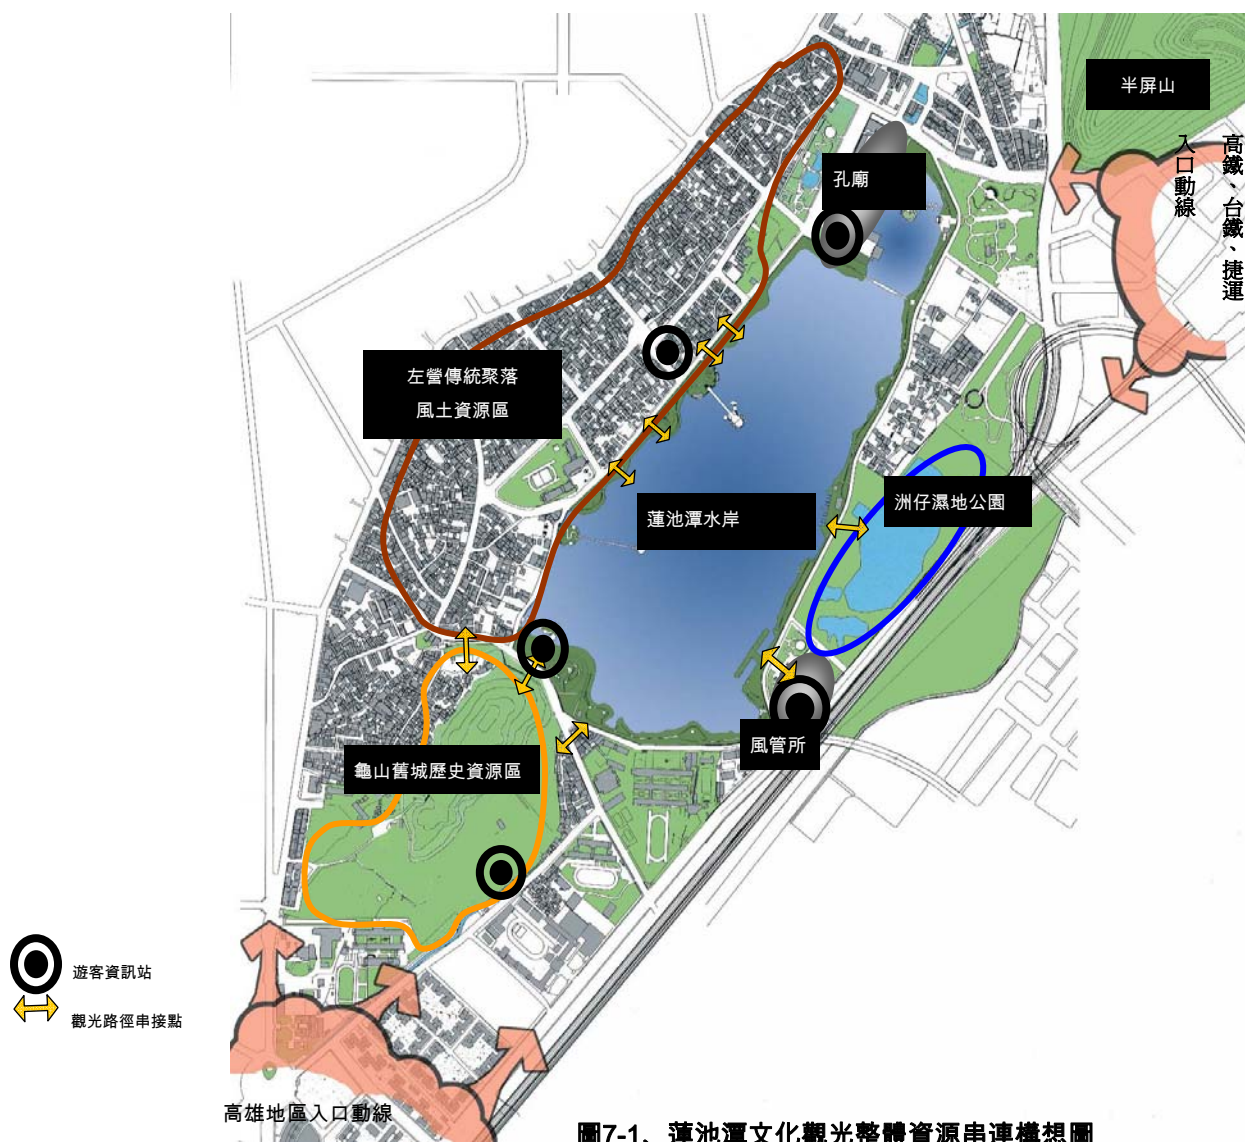 半屏山
高鐵、台鐵、捷運
入口動線
孔廟
左營傳統聚落
風土資源區
洲仔濕地公園
蓮池潭水岸
風管所
龜山舊城歷史資源區
遊客資訊站
觀光路徑串接點
高雄地區入口動線
圖7-1、蓮池潭文化觀光整體資源串連構想圖